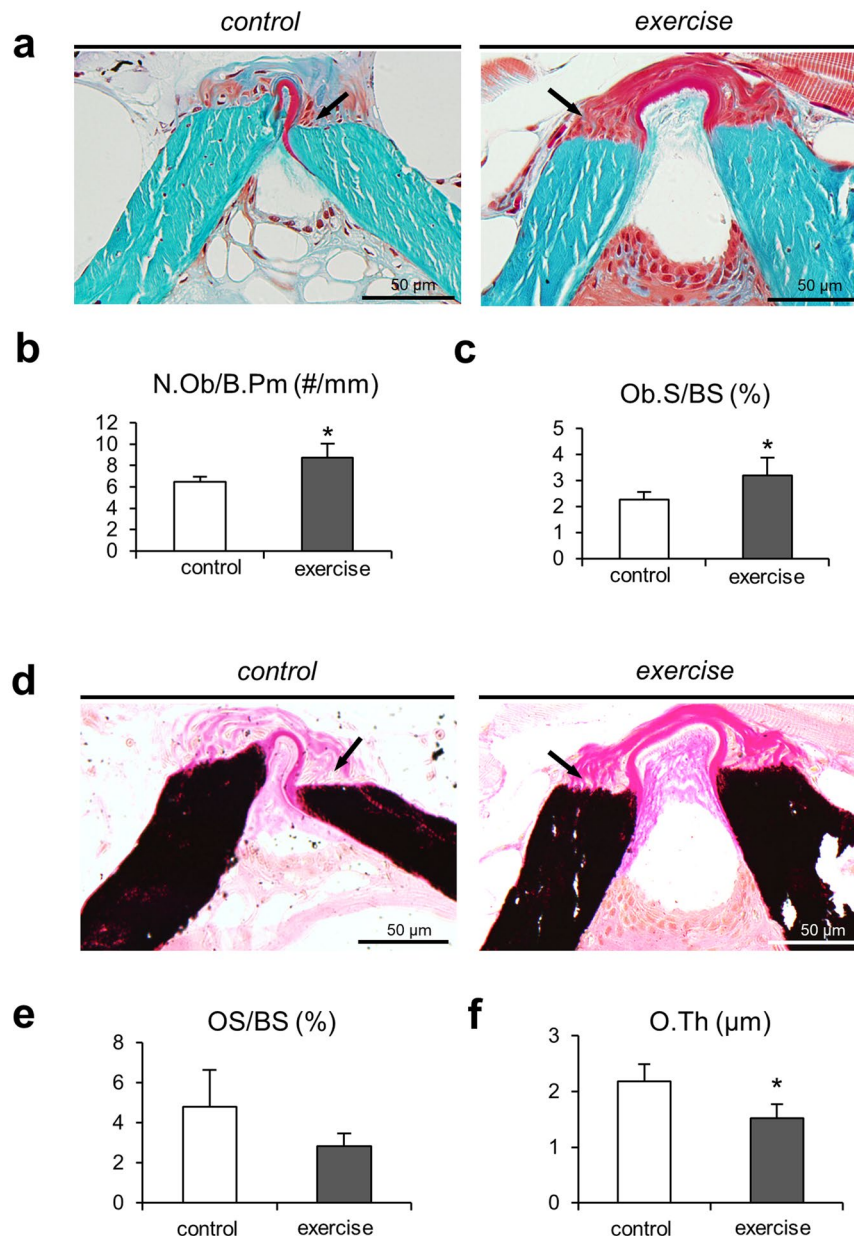 control
exercise
a
50 µm
50 µm
b
N.Ob/B.Pm (#/mm)
12
10
8
6
4
2
0
*
control
exercise
c
Ob.S/BS (%)
5
4
3
2
1
0
*
control
exercise
control
exercise
d
50 µm
50 µm
e
OS/BS (%)
8
6
4
2
0
control
exercise
f
O.Th (µm)
3
2
1
0
*
control
exercise